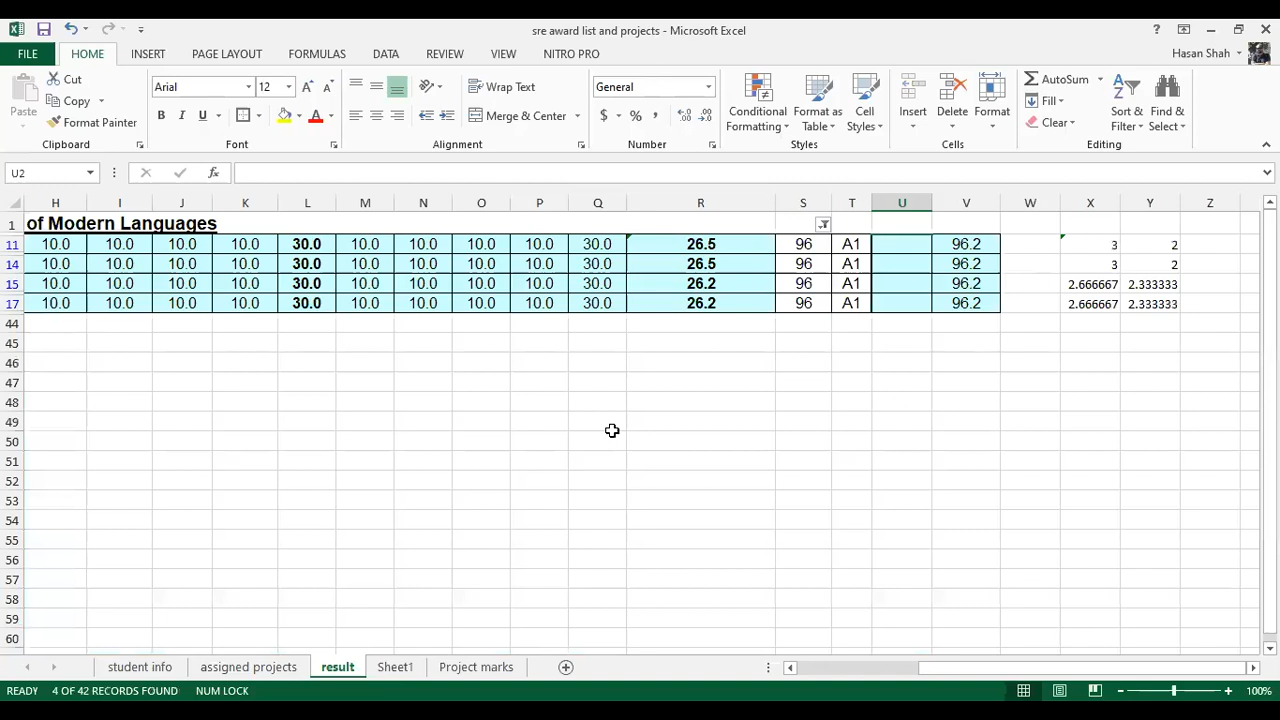 sre award list and projects - Microsoft Excel
FILE HOME INSERT PAGE LAYOUT FORMULAS DATA REVIEW VIEW NITRO PRO Hasan Shah
Paste
Cut
Copy
Format Painter
Clipboard
Arial 12
B I U
Font
Wrap Text
Merge & Center
Alignment
General
$ % ,
Number
Conditional Formatting
Format as Table
Cell Styles
Styles
Insert
Delete
Format
Cells
AutoSum
Fill
Clear
Sort & Filter
Find & Select
Editing
U2 fx
H I J K L M N O P Q R S T U V W X Y Z
1 of Modern Languages
11 10.0 10.0 10.0 10.0 30.0 10.0 10.0 10.0 10.0 30.0 26.5 96 A1 96.2 3 2
14 10.0 10.0 10.0 10.0 30.0 10.0 10.0 10.0 10.0 30.0 26.5 96 A1 96.2 3 2
15 10.0 10.0 10.0 10.0 30.0 10.0 10.0 10.0 10.0 30.0 26.2 96 A1 96.2 2.666667 2.333333
17 10.0 10.0 10.0 10.0 30.0 10.0 10.0 10.0 10.0 30.0 26.2 96 A1 96.2 2.666667 2.333333
44
45
46
47
48
49
50
51
52
53
54
55
56
57
58
59
60
student info assigned projects result Sheet1 Project marks
READY 4 OF 42 RECORDS FOUND NUM LOCK 100%